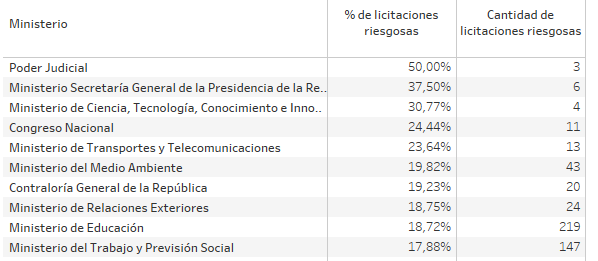 Ministerio % de licitaciones riesgosas Cantidad de licitaciones riesgosas
Poder Judicial 50,00% 3
Ministerio Secretaría General de la Presidencia de la Re.. 37,50% 6
Ministerio de Ciencia, Tecnología, Conocimiento e Inno.. 30,77% 4
Congreso Nacional 24,44% 11
Ministerio de Transportes y Telecomunicaciones 23,64% 13
Ministerio del Medio Ambiente 19,82% 43
Contraloría General de la República 19,23% 20
Ministerio de Relaciones Exteriores 18,75% 24
Ministerio de Educación 18,72% 219
Ministerio del Trabajo y Previsión Social 17,88% 147